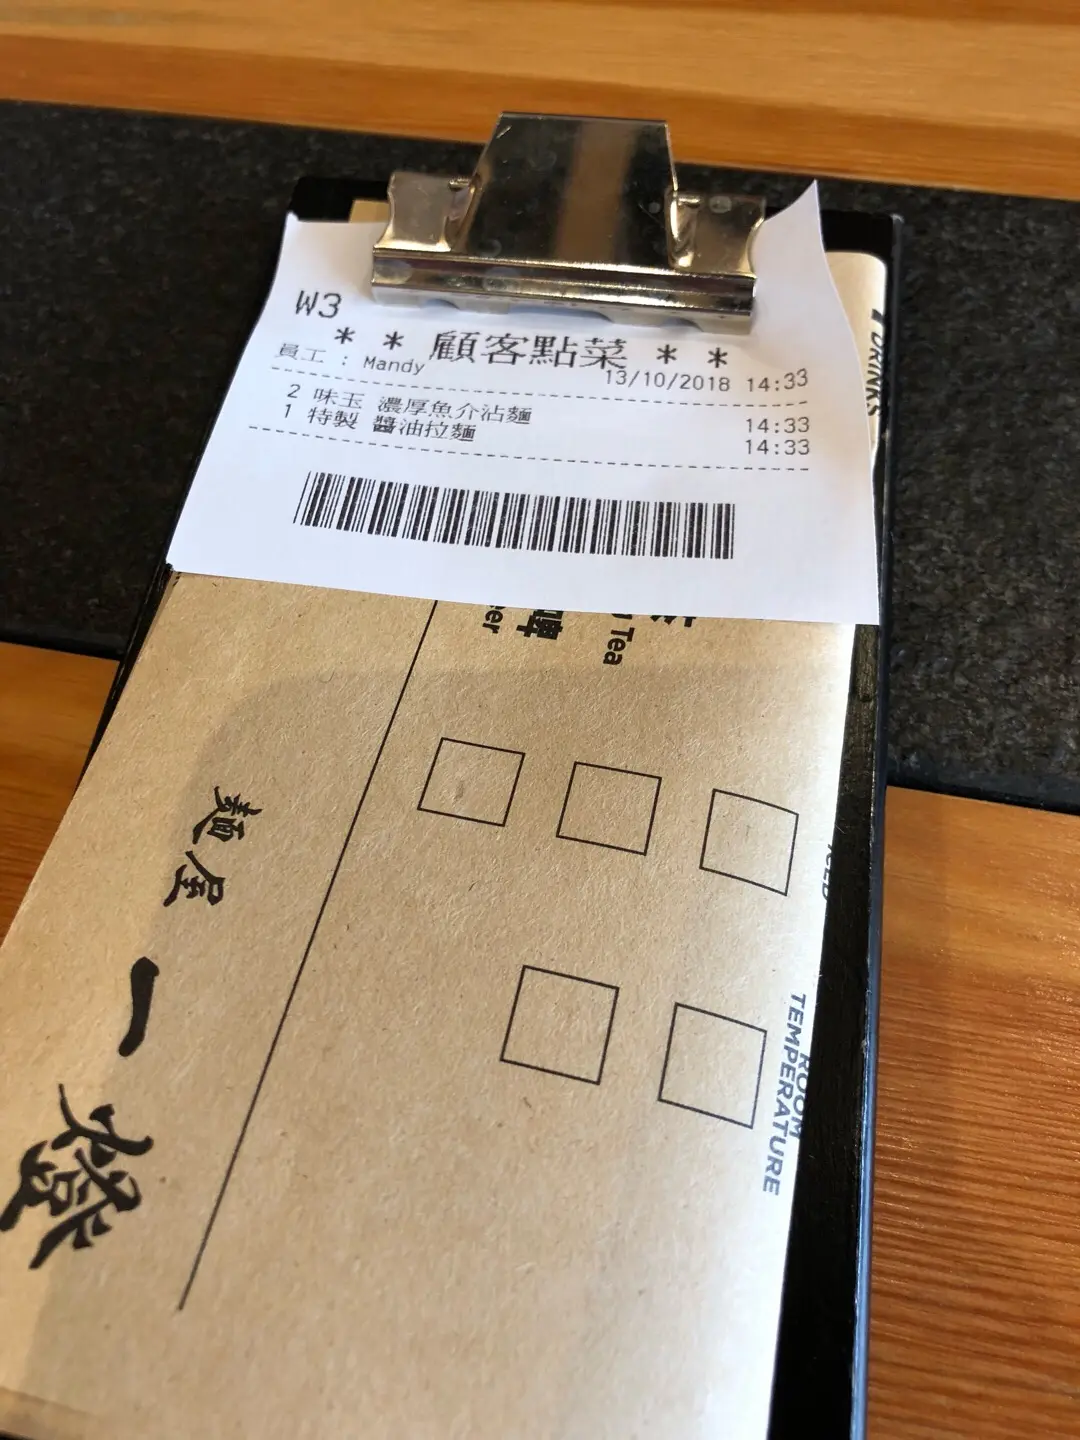 W3
* * 顧客點菜 * *
員工 : Mandy 13/10/2018 14:33
2 味玉 濃厚魚介沾麵 14:33
1 特製 醬油拉麵 14:33
DRINKS
Tea
ROOM
TEMPERATURE
麵屋一燈